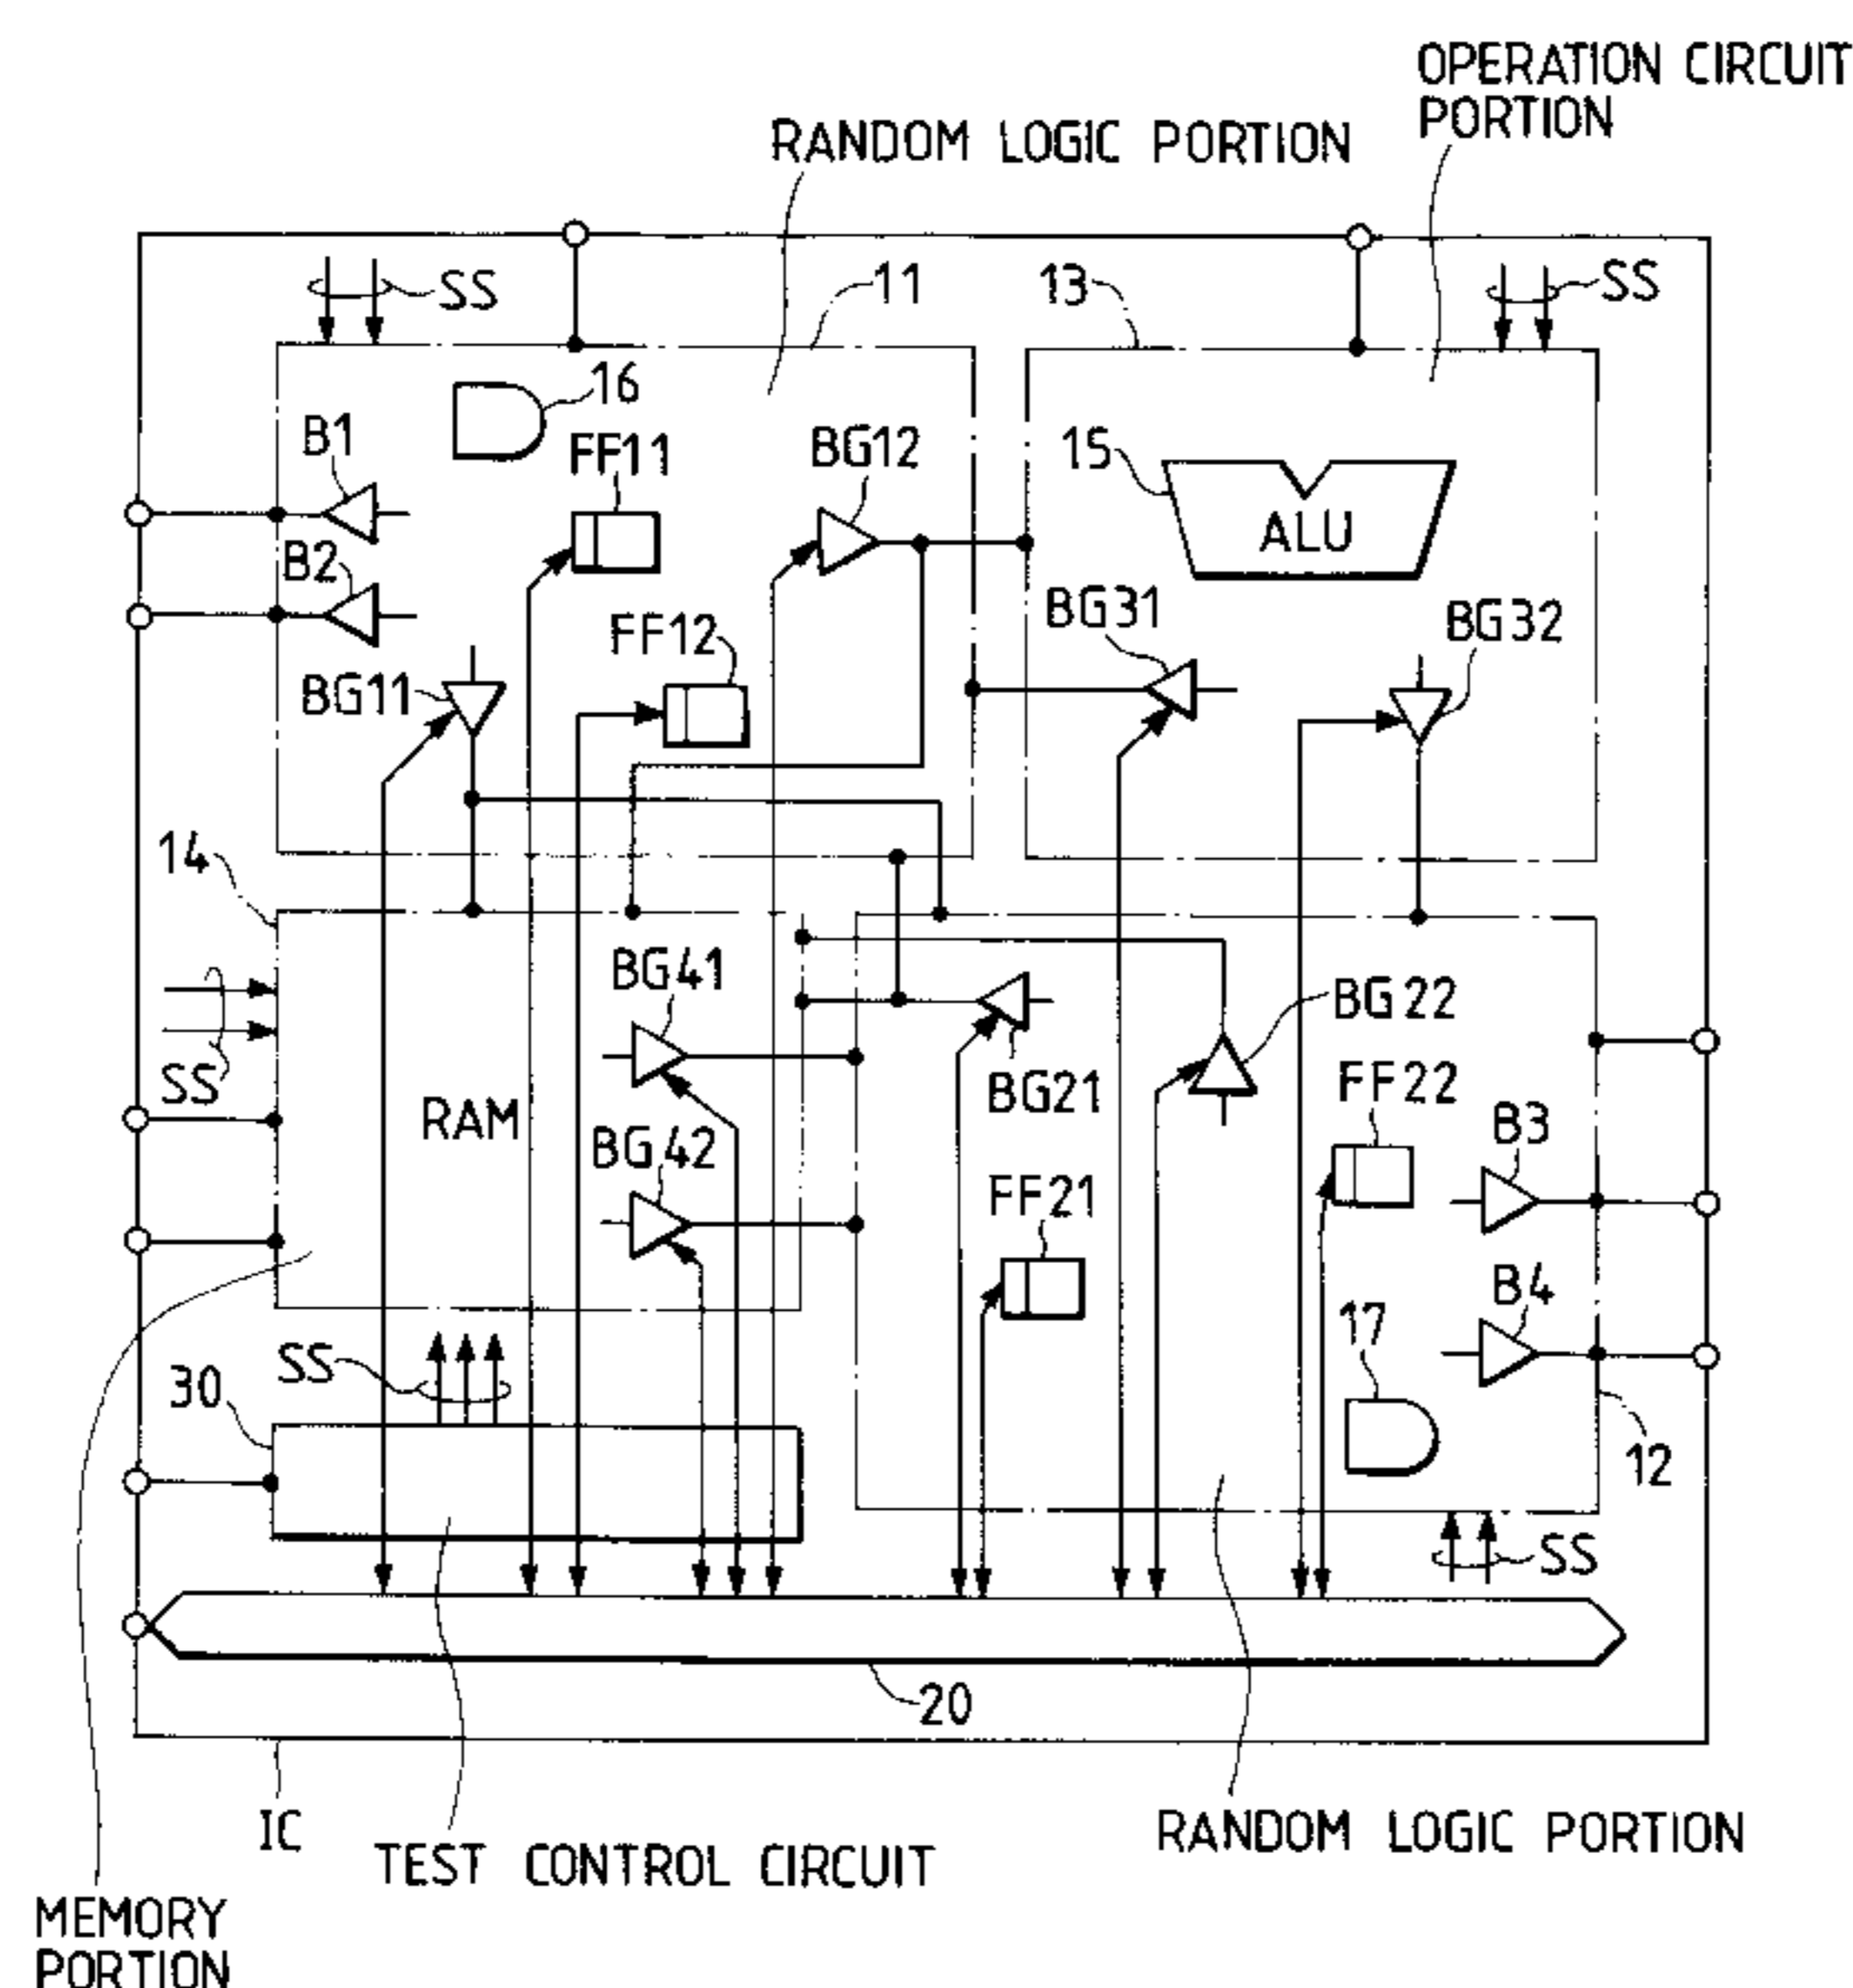 OPERATION CIRCUIT
PORTION
RANDOM LOGIC PORTION
SS
11
13
SS
16
B1
FF11
BG12
15
ALU
B2
BG31
BG32
FF12
BG11
14
BG41
BG22
SS
BG21
FF22
RAM
B3
BG42
FF21
B4
17
SS
30
12
SS
20
IC
TEST CONTROL CIRCUIT
RANDOM LOGIC PORTION
MEMORY
PORTION